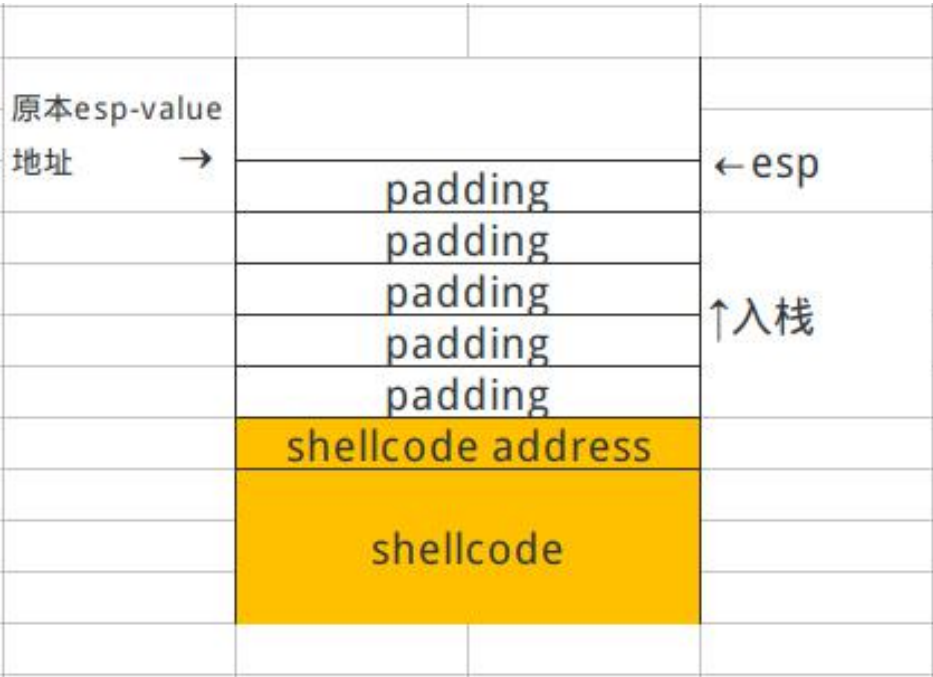 原本esp-value
地址 →
←esp
padding
padding
padding
padding
padding
↑入栈
shellcode address
shellcode